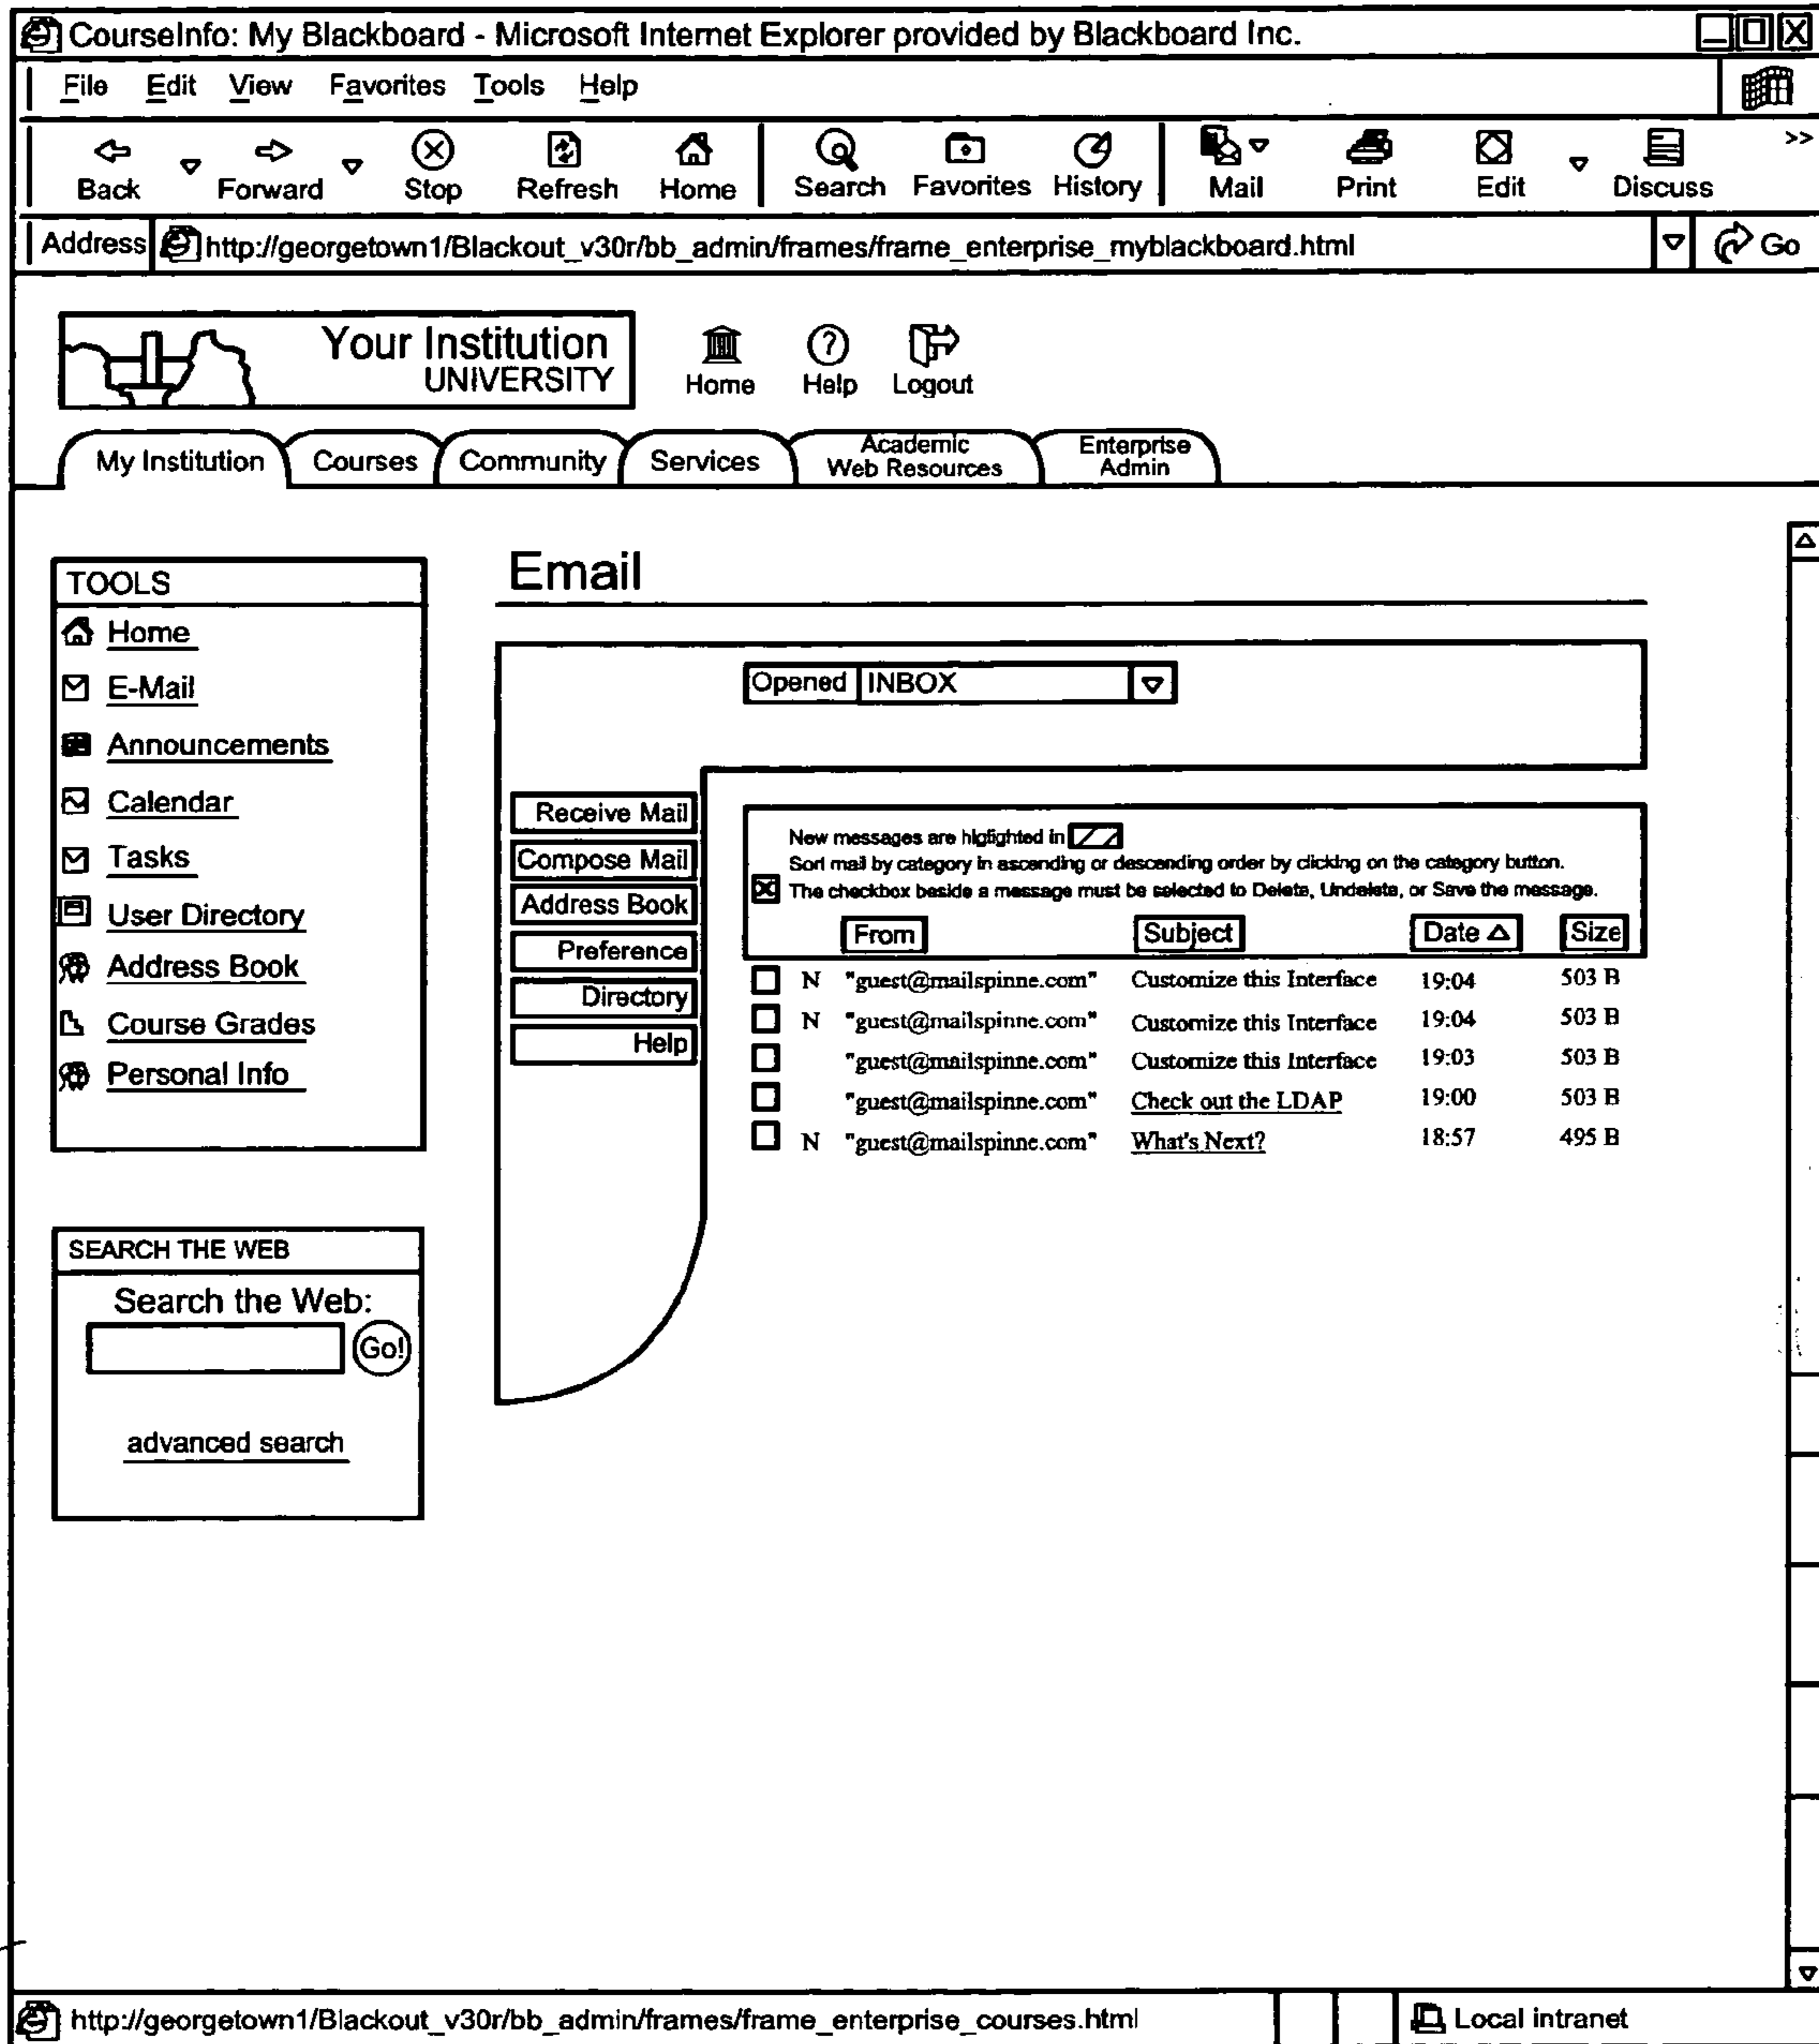 CourseInfo: My Blackboard - Microsoft Internet Explorer provided by Blackboard Inc.
File Edit View Favorites Tools Help
Back Forward Stop Refresh Home Search Favorites History Mail Print Edit Discuss >>
Address http://georgetown1/Blackout_v30r/bb_admin/frames/frame_enterprise_myblackboard.html Go
Your Institution
UNIVERSITY
Home Help Logout
My Institution Courses Community Services Academic Web Resources Enterprise Admin
TOOLS
Home
E-Mail
Announcements
Calendar
Tasks
User Directory
Address Book
Course Grades
Personal Info
SEARCH THE WEB
Search the Web:
Go!
advanced search
Email
Opened INBOX
Receive Mail
Compose Mail
Address Book
Preference
Directory
Help
New messages are higlighted in
Sort mail by category in ascending or descending order by clicking on the category button.
The checkbox beside a message must be selected to Delete, Undelete, or Save the message.
From Subject Date Size
N "guest@mailspinne.com" Customize this Interface 19:04 503 B
N "guest@mailspinne.com" Customize this Interface 19:04 503 B
"guest@mailspinne.com" Customize this Interface 19:03 503 B
"guest@mailspinne.com" Check out the LDAP 19:00 503 B
N "guest@mailspinne.com" What's Next? 18:57 495 B
http://georgetown1/Blackout_v30r/bb_admin/frames/frame_enterprise_courses.html Local intranet